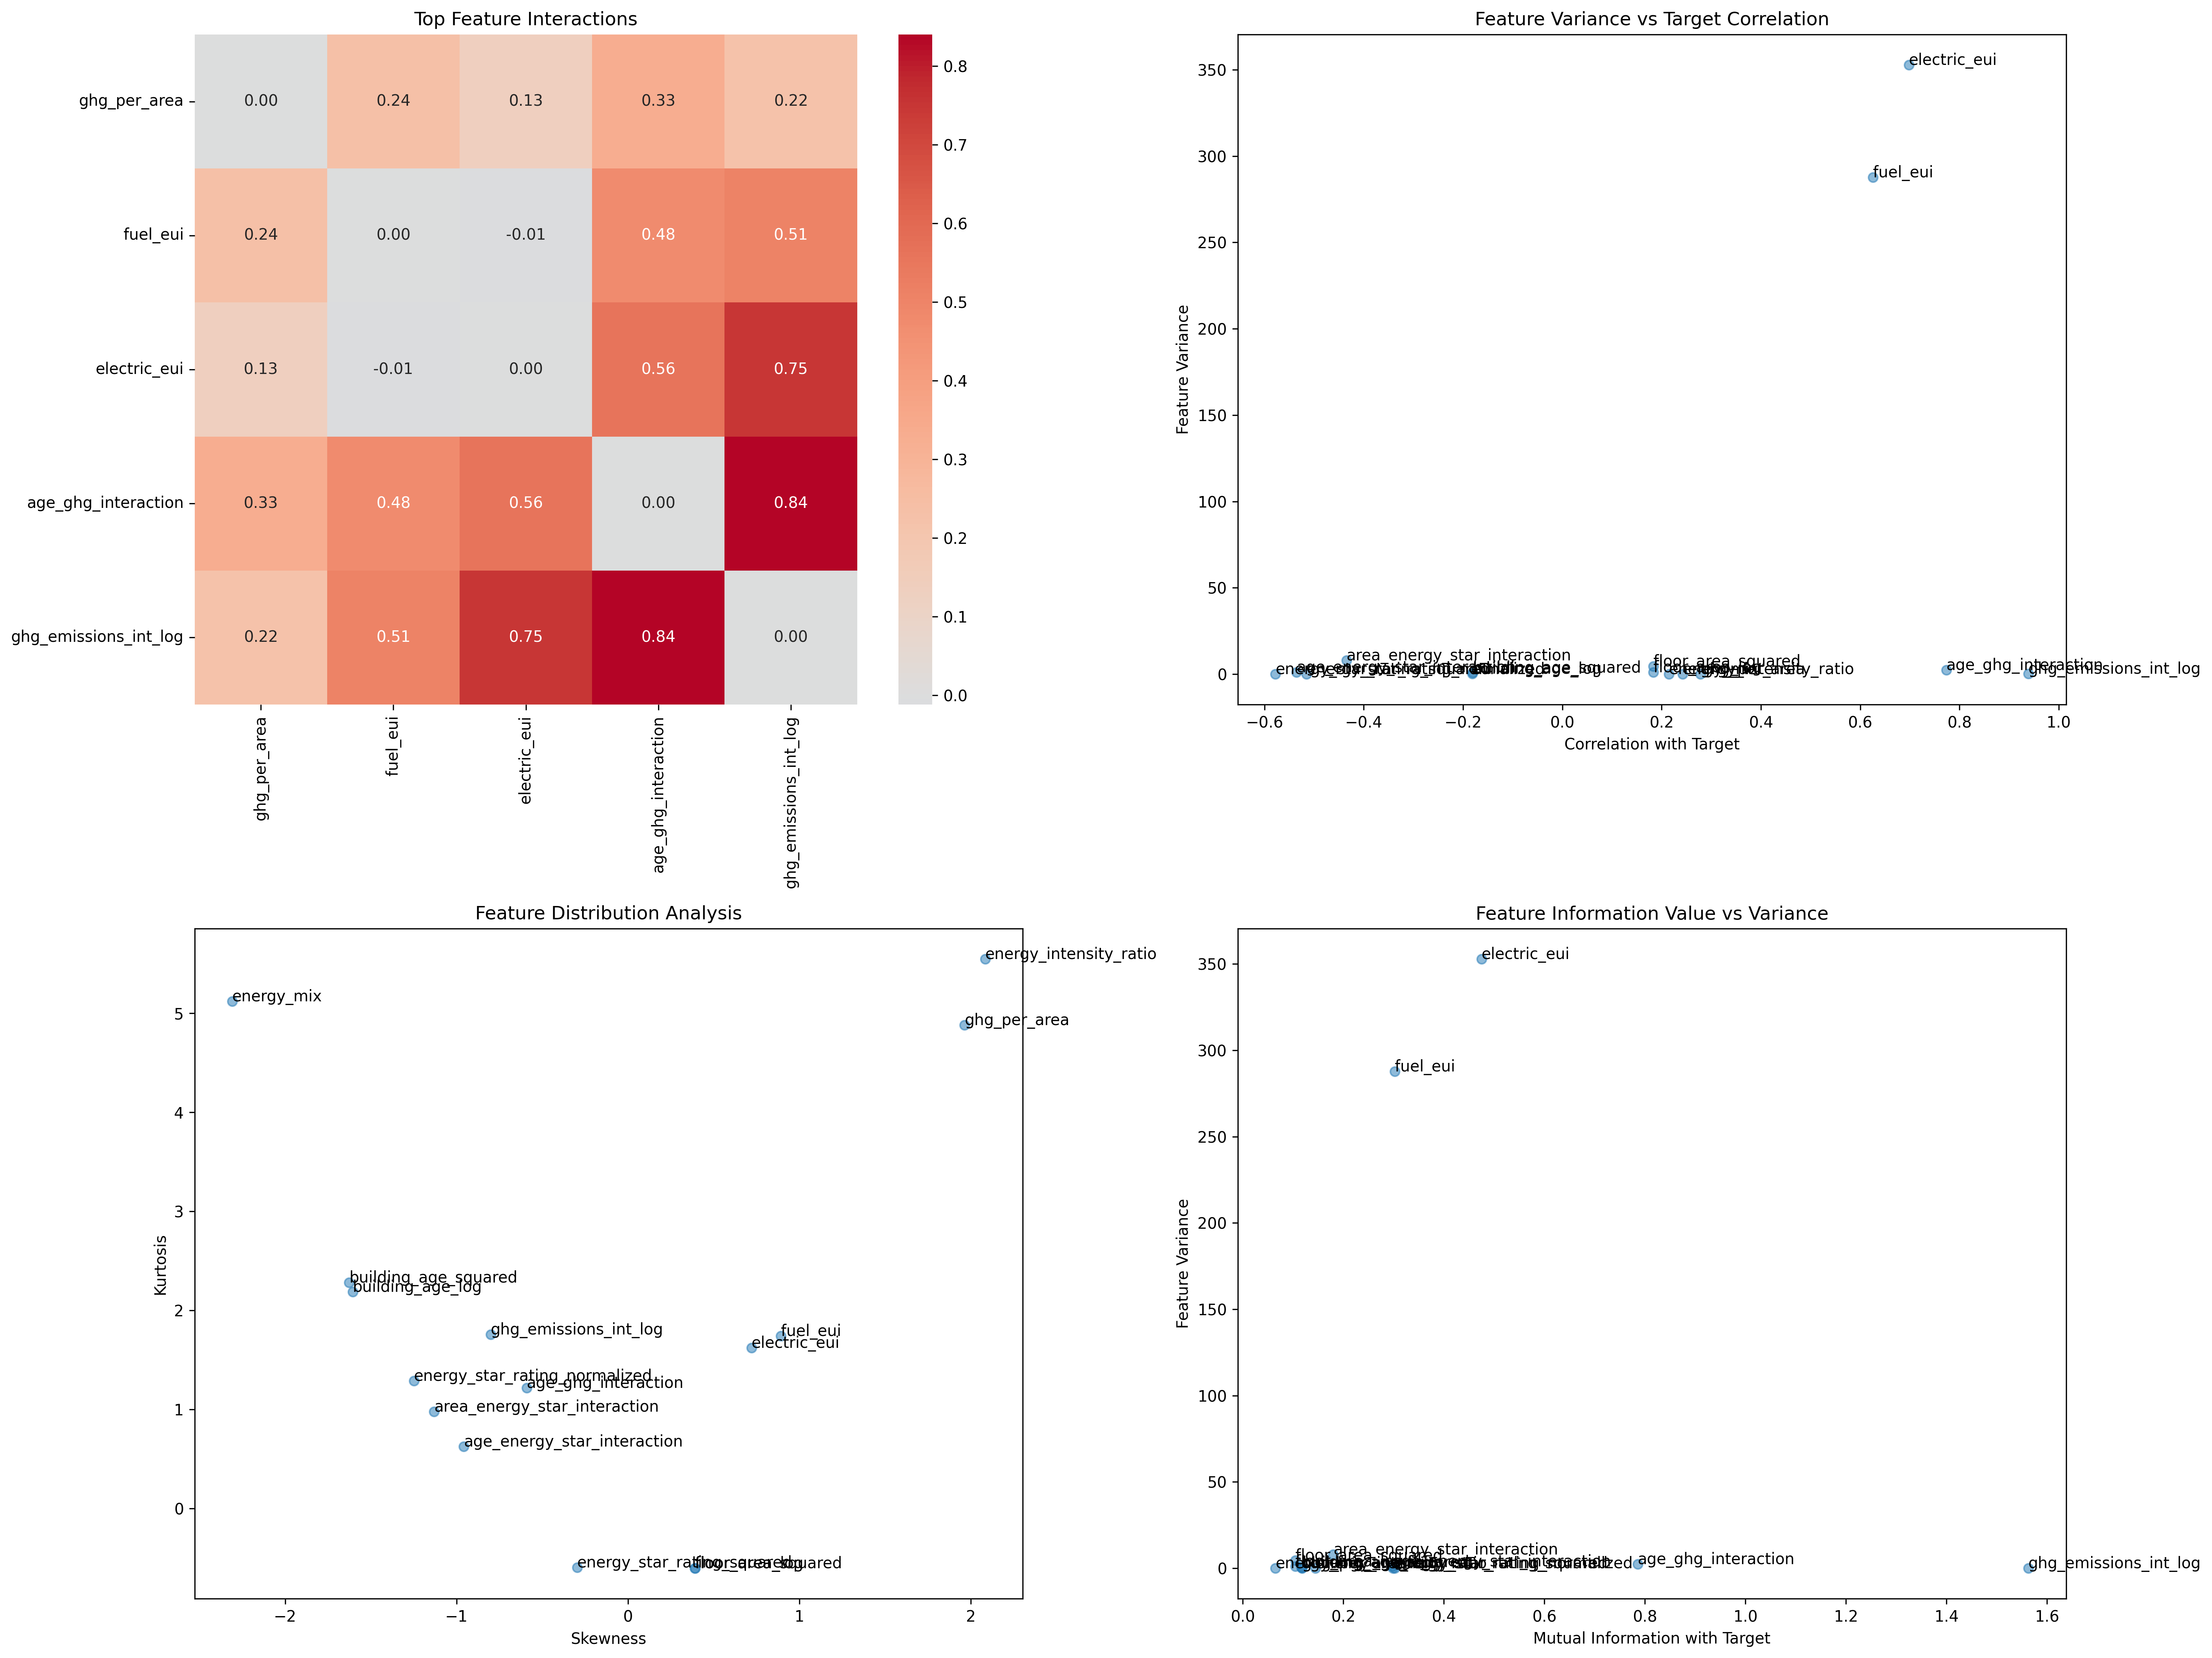 Top Feature Interactions
ghg_per_area
0.00 0.24 0.13 0.33 0.22
fuel_eui
0.24 0.00 -0.01 0.48 0.51
electric_eui
0.13 -0.01 0.00 0.56 0.75
age_ghg_interaction
0.33 0.48 0.56 0.00 0.84
ghg_emissions_int_log
0.22 0.51 0.75 0.84 0.00
ghg_per_area
fuel_eui
electric_eui
age_ghg_interaction
ghg_emissions_int_log
0.8
0.7
0.6
0.5
0.4
0.3
0.2
0.1
0.0
Feature Variance vs Target Correlation
Feature Variance
350
300
250
200
150
100
50
0
electric_eui
fuel_eui
area_energy_star_interaction
floor_area_squared
age_ghg_interaction
ghg_emissions_int_log
−0.6 −0.4 −0.2 0.0 0.2 0.4 0.6 0.8 1.0
Correlation with Target
Feature Distribution Analysis
Kurtosis
5
4
3
2
1
0
energy_intensity_ratio
energy_mix
ghg_per_area
building_age_squared
building_age_log
ghg_emissions_int_log
fuel_eui
electric_eui
energy_star_rating_normalized
age_ghg_interaction
area_energy_star_interaction
age_energy_star_interaction
−2 −1 0 1 2
Skewness
Feature Information Value vs Variance
Feature Variance
350
300
250
200
150
100
50
0
electric_eui
fuel_eui
area_energy_star_interaction
age_ghg_interaction
ghg_emissions_int_log
0.0 0.2 0.4 0.6 0.8 1.0 1.2 1.4 1.6
Mutual Information with Target